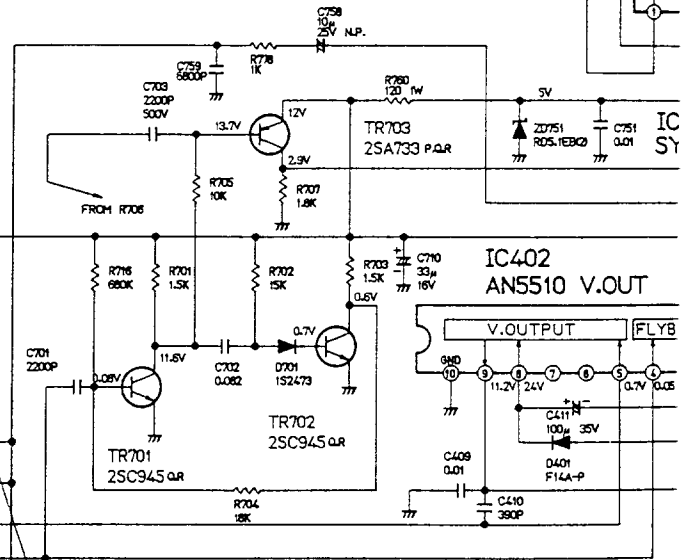 C758
10μ
25V N.P.
C759
6800P
R778
1K
C703
2200P
500V
R760
120 1W
5V
12V
13.7V
TR703
2SA733 P.Q.R
ZD751
RD5.1EB(2)
C751
0.01
IC
SY
2.9V
R705
10K
R707
1.8K
FROM R706
R716
680K
R701
1.5K
R702
15K
R703
1.5K
C710
33μ
16V
IC402
AN5510 V.OUT
0.6V
V.OUTPUT
FLYB
C701
2200P
0.08V
11.6V
C702
0.082
0.7V
D701
1S2473
GND
10 9 8 7 6 5 4
11.2V 24V 0.7V 0.05
TR701
2SC945 Q.R
TR702
2SC945 Q.R
C411
100μ 35V
D401
F14A-P
C409
0.01
C410
390P
R704
18K
1